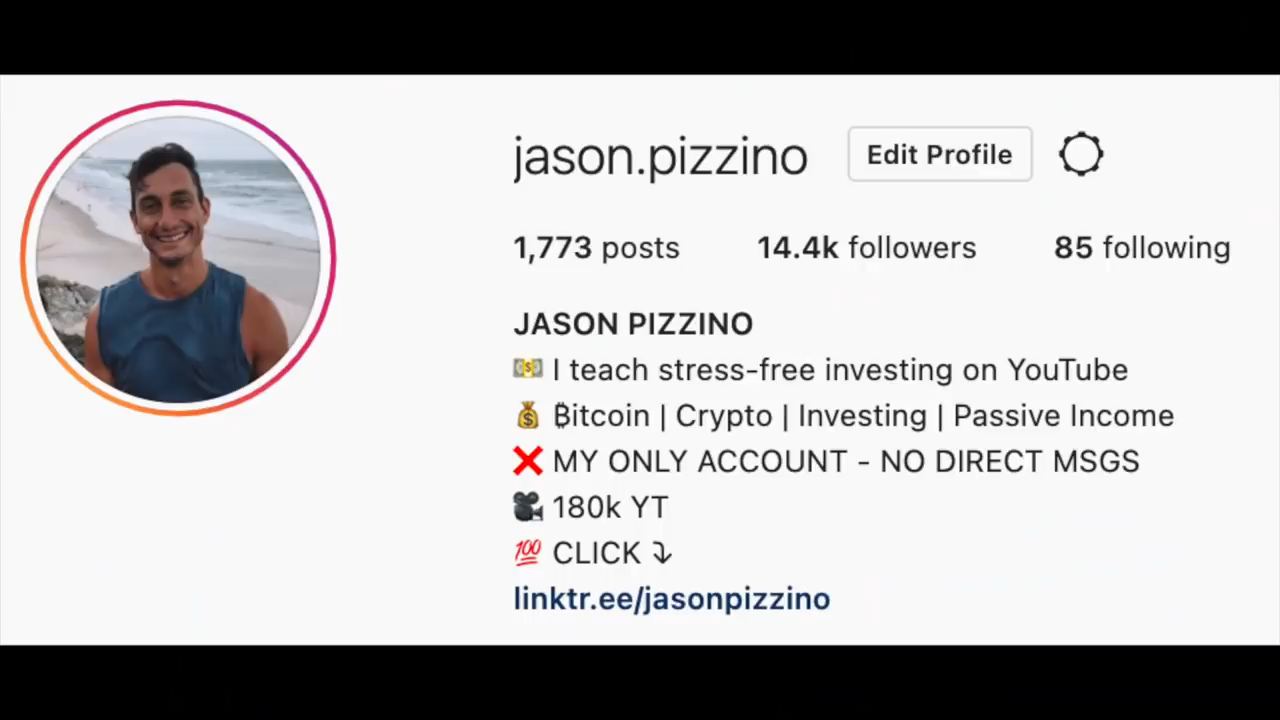 jason.pizzino Edit Profile
1,773 posts 14.4k followers 85 following
JASON PIZZINO
💵 I teach stress-free investing on YouTube
💰 ₿itcoin | Crypto | Investing | Passive Income
❌ MY ONLY ACCOUNT - NO DIRECT MSGS
🎥 180k YT
💯 CLICK ⤵
linktr.ee/jasonpizzino